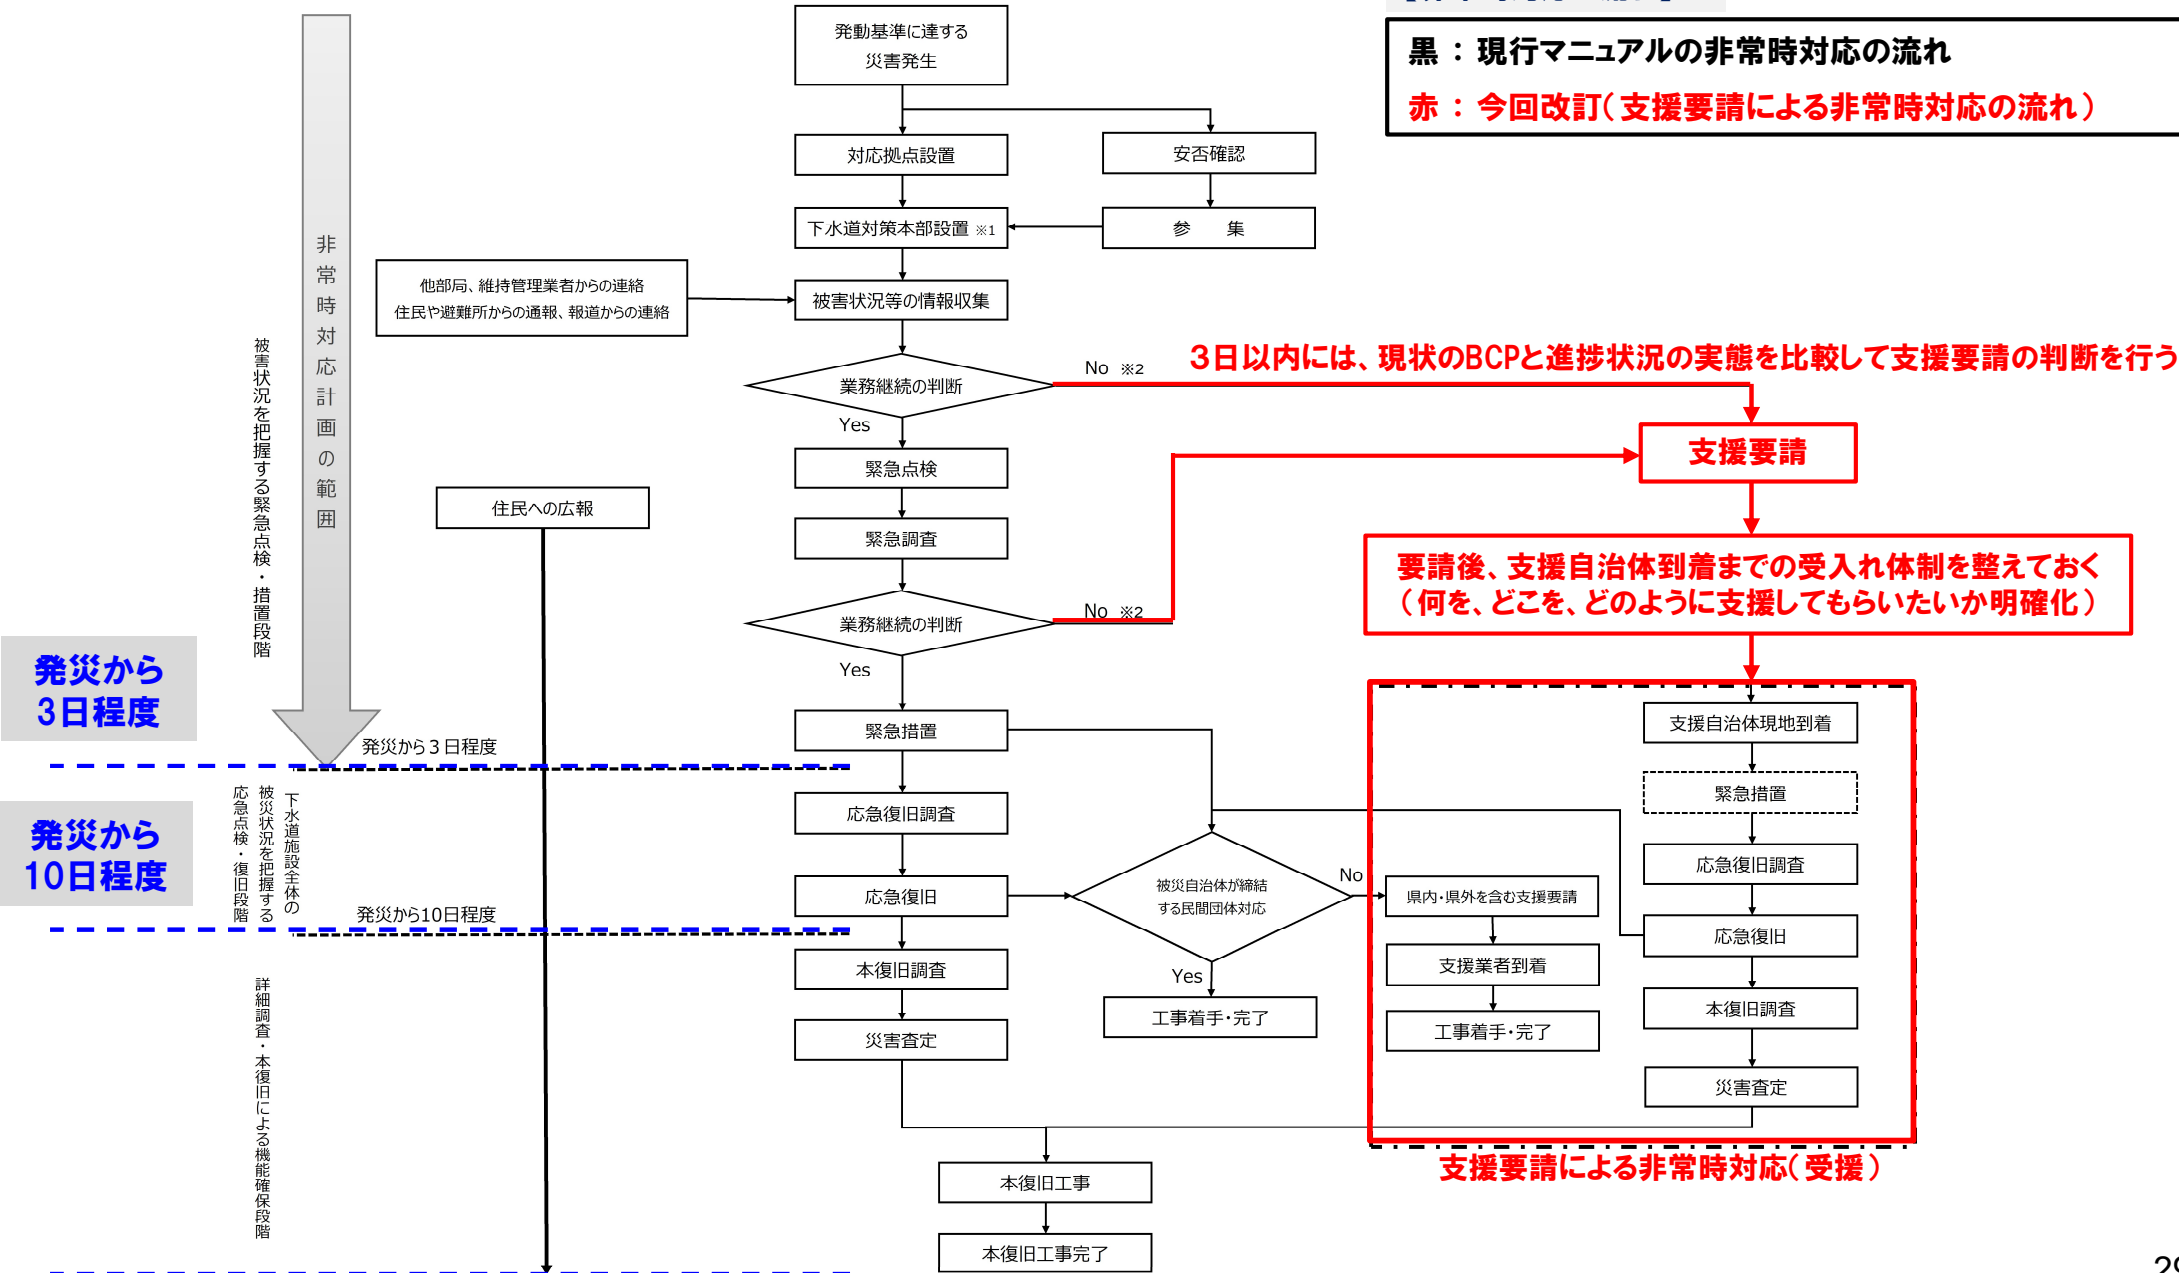 黒：現行マニュアルの非常時対応の流れ
赤：今回改訂（支援要請による非常時対応の流れ）
発動基準に達する
災害発生
対応拠点設置
安否確認
下水道対策本部設置 ※1
参　集
他部局、維持管理業者からの連絡
住民や避難所からの通報、報道からの連絡
被害状況等の情報収集
非常時対応計画の範囲
被害状況を把握する緊急点検・措置段階
業務継続の判断
No ※2
3日以内には、現状のBCPと進捗状況の実態を比較して支援要請の判断を行う
Yes
支援要請
緊急点検
住民への広報
緊急調査
要請後、支援自治体到着までの受入れ体制を整えておく
（何を、どこを、どのように支援してもらいたいか明確化）
業務継続の判断
No ※2
Yes
発災から
3日程度
緊急措置
発災から3日程度
支援自治体現地到着
緊急措置
発災から
10日程度
下水道施設全体の
被災状況を把握する
応急点検・復旧段階
応急復旧調査
応急復旧調査
応急復旧
被災自治体が締結
する民間団体対応
No
県内・県外を含む支援要請
発災から10日程度
応急復旧
本復旧調査
Yes
支援業者到着
工事着手・完了
本復旧調査
災害査定
工事着手・完了
詳細調査・本復旧による機能確保段階
災害査定
支援要請による非常時対応（受援）
本復旧工事
本復旧工事完了